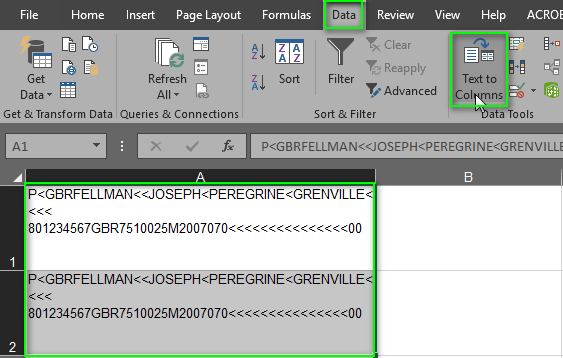 File Home Insert Page Layout Formulas Data Review View Help ACROB
Get Data
Refresh All
Sort
Filter
Clear
Reapply
Advanced
Text to Columns
Get & Transform Data Queries & Connections Sort & Filter Data Tools
A1 fx P<GBRFELLMAN<<JOSEPH<PEREGRINE<GRENVILLE
A B
1
P<GBRFELLMAN<<JOSEPH<PEREGRINE<GRENVILLE<
<<<
801234567GBR7510025M2007070<<<<<<<<<<<<<<<00
2
P<GBRFELLMAN<<JOSEPH<PEREGRINE<GRENVILLE<
<<<
801234567GBR7510025M2007070<<<<<<<<<<<<<<<00